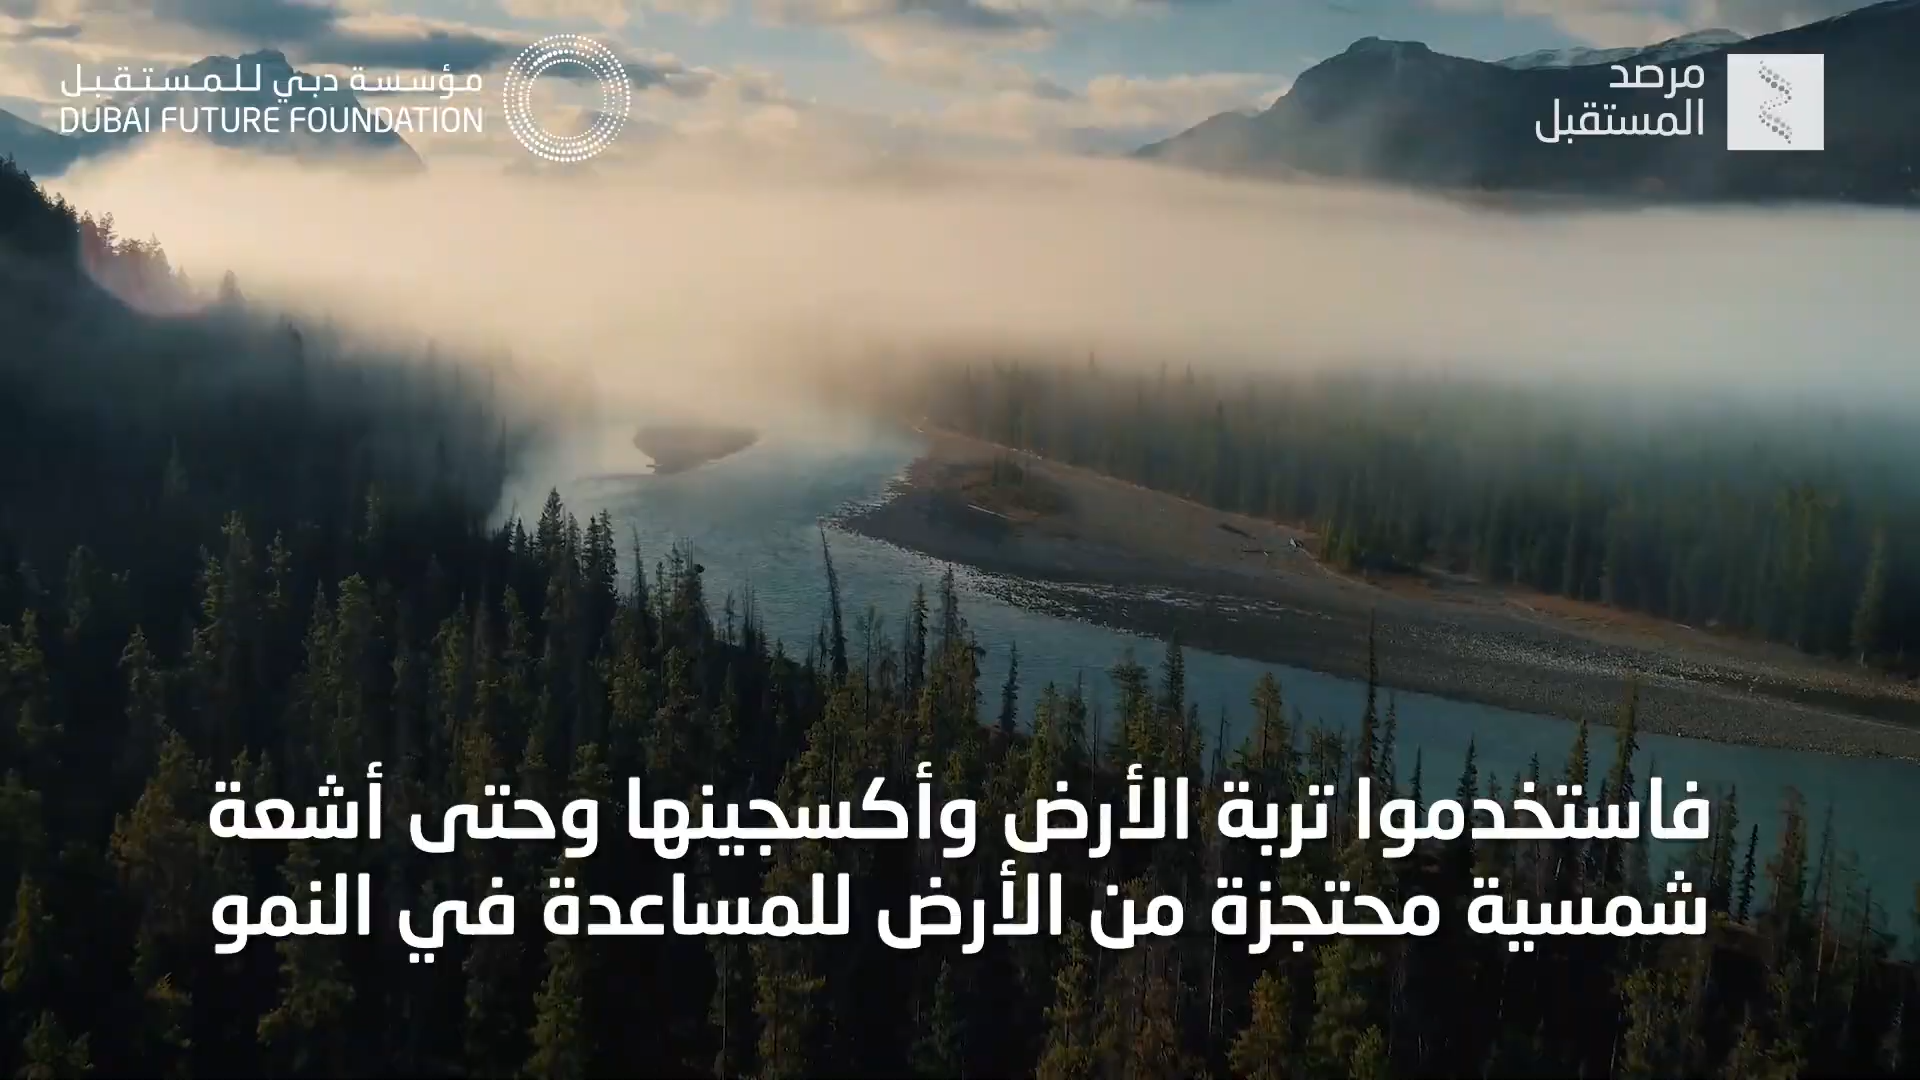 مؤسسة دبي للمستقبل
DUBAI FUTURE FOUNDATION
مرصد
المستقبل
فاستخدموا تربة الأرض وأكسجينها وحتى أشعة
شمسية محتجزة من الأرض للمساعدة في النمو